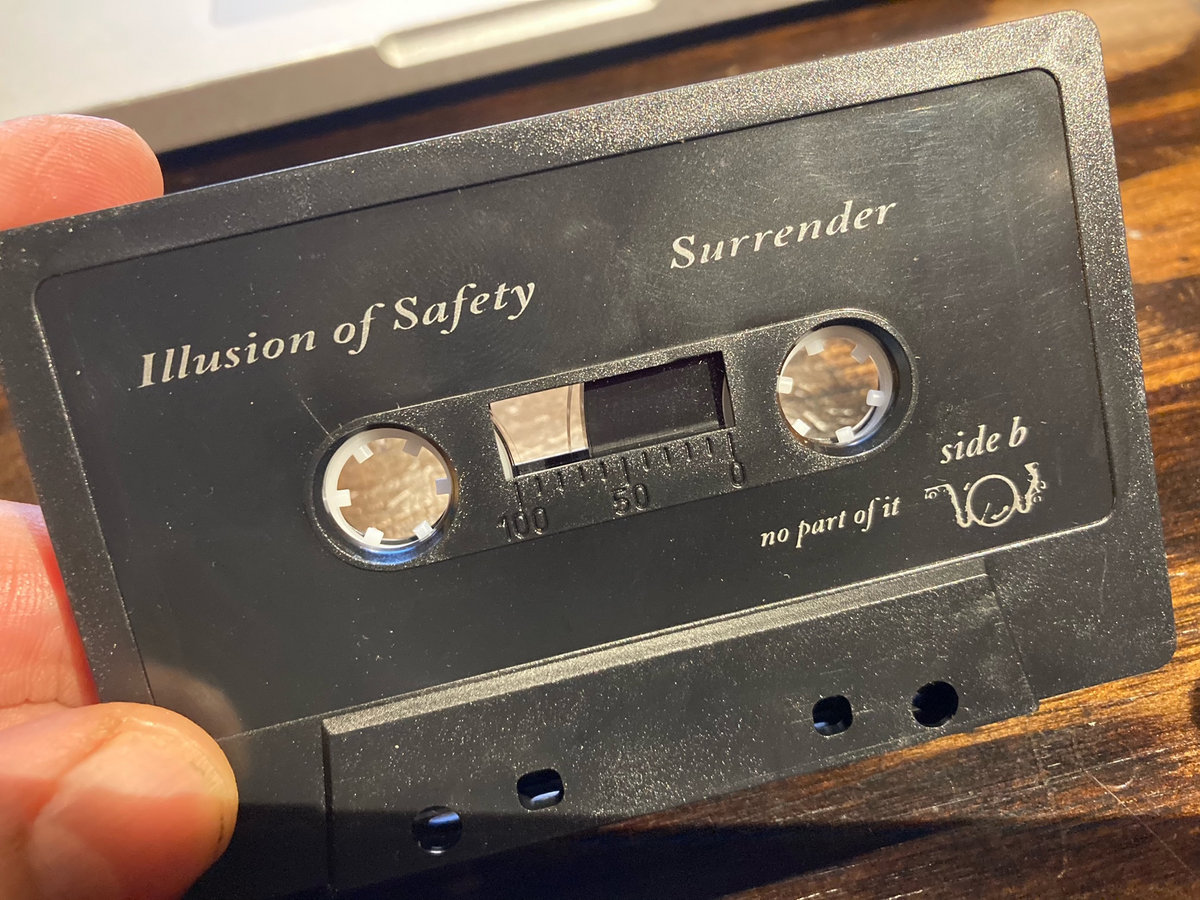 Illusion of Safety
Surrender
100 50 0
side b
no part of it